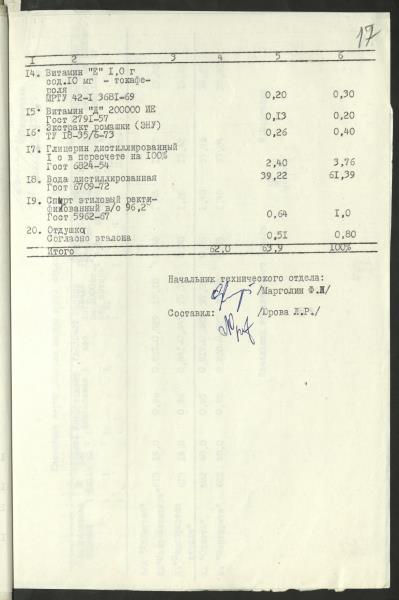 17
1 2 3 4 5 6
14. Витамин "Е" 1,0 г
сод.10 мг - токафе-
рола
МРТУ 42-1 3681-69 0,20 0,30
15. Витамин "Д" 200000 ИЕ
Гост 2791-57 0,13 0,20
16. Экстракт ромашки (ЭНУ)
ТУ 18-35/6-73 0,26 0,40
17. Глицерин дистиллированный
1 с в пересчете на 100%
Гост 6824-54 2,40 3,76
18. Вода дистиллированная 39,22 61,39
Гост 6709-72
19. Спирт этиловый ректи-
фикованный в/о 96,2
Гост 5962-67 0,64 1,0
20. Отдушка
Согласно эталона 0,51 0,80
Итого 62,0 63,9 100%
Начальник технического отдела:
/Марголин Ф.И/
Составил: /Юрова Л.Р./